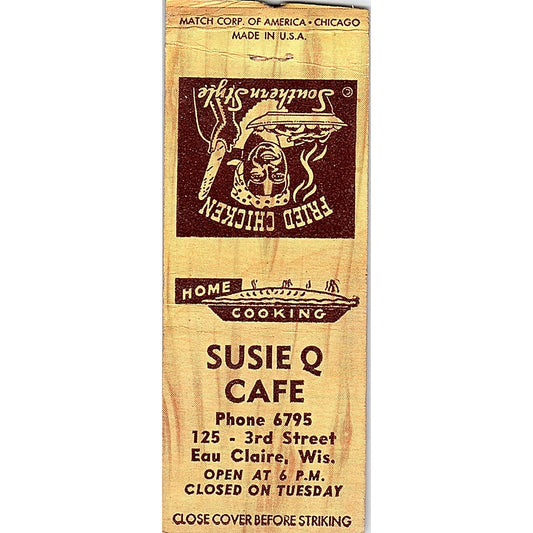 MATCH CORP. OF AMERICA • CHICAGO
MADE IN U.S.A.
© Southern Style
FRIED CHICKEN
HOME
COOKING
SUSIE Q
CAFE
Phone 6795
125 - 3rd Street
Eau Claire, Wis.
OPEN AT 6 P.M.
CLOSED ON TUESDAY
CLOSE COVER BEFORE STRIKING